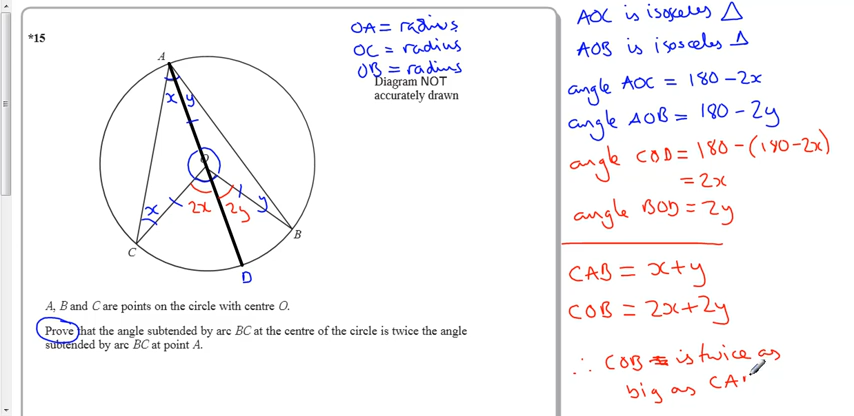 *15
OA = radius
OC = radius
OB = radius
Diagram NOT
accurately drawn
A
x y
O
x
2x 2y
y
B
C
D
A, B and C are points on the circle with centre O.
Prove that the angle subtended by arc BC at the centre of the circle is twice the angle
subtended by arc BC at point A.
AOC is isosceles Δ
AOB is isosceles Δ
angle AOC = 180 - 2x
angle AOB = 180 - 2y
angle COD = 180 - (180 - 2x)
= 2x
angle BOD = 2y
CAB = x + y
COB = 2x + 2y
∴ COB is twice as
big as CA